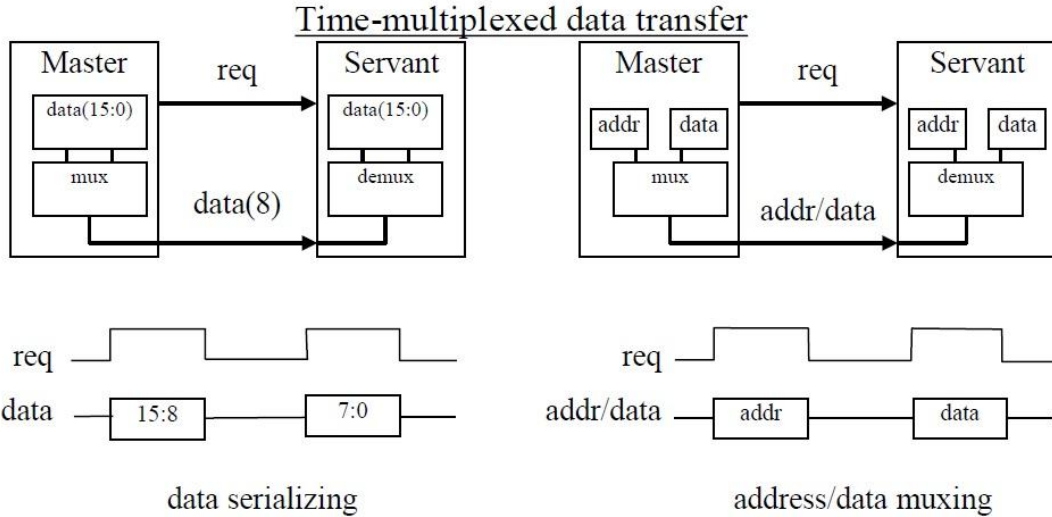 Time-multiplexed data transfer
Master
req
Servant
data(15:0)
data(15:0)
mux
demux
data(8)
req
data
15:8
7:0
data serializing
Master
req
Servant
addr
data
addr
data
mux
demux
addr/data
req
addr/data
addr
data
address/data muxing